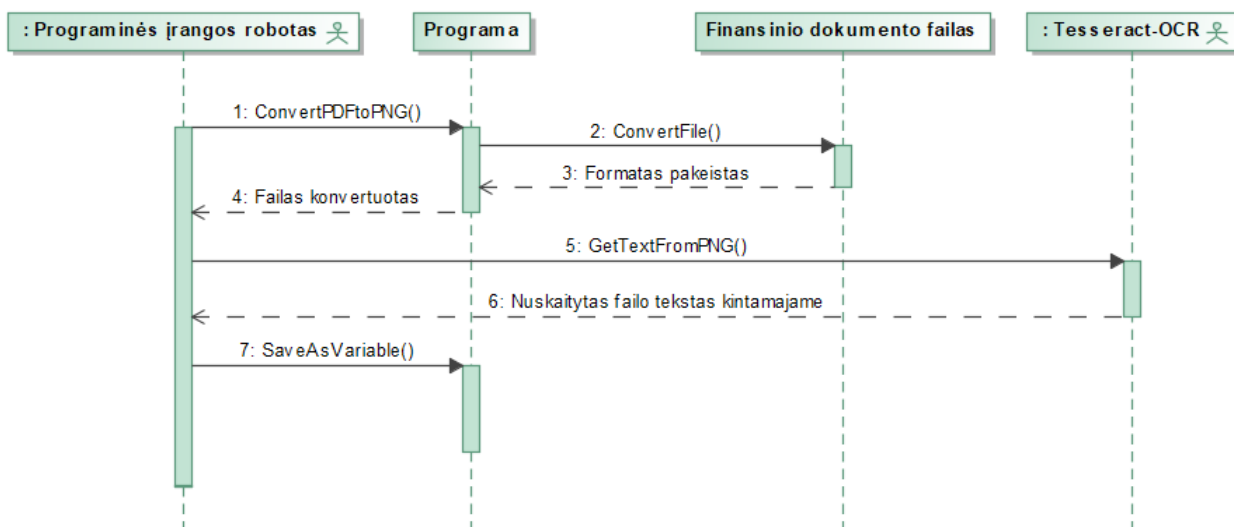 : Programinės įrangos robotas
Programa
Finansinio dokumento failas
: Tesseract-OCR
1: ConvertPDFtoPNG()
2: ConvertFile()
3: Formatas pakeistas
4: Failas konvertuotas
5: GetTextFromPNG()
6: Nuskaitytas failo tekstas kintamajame
7: SaveAsVariable()